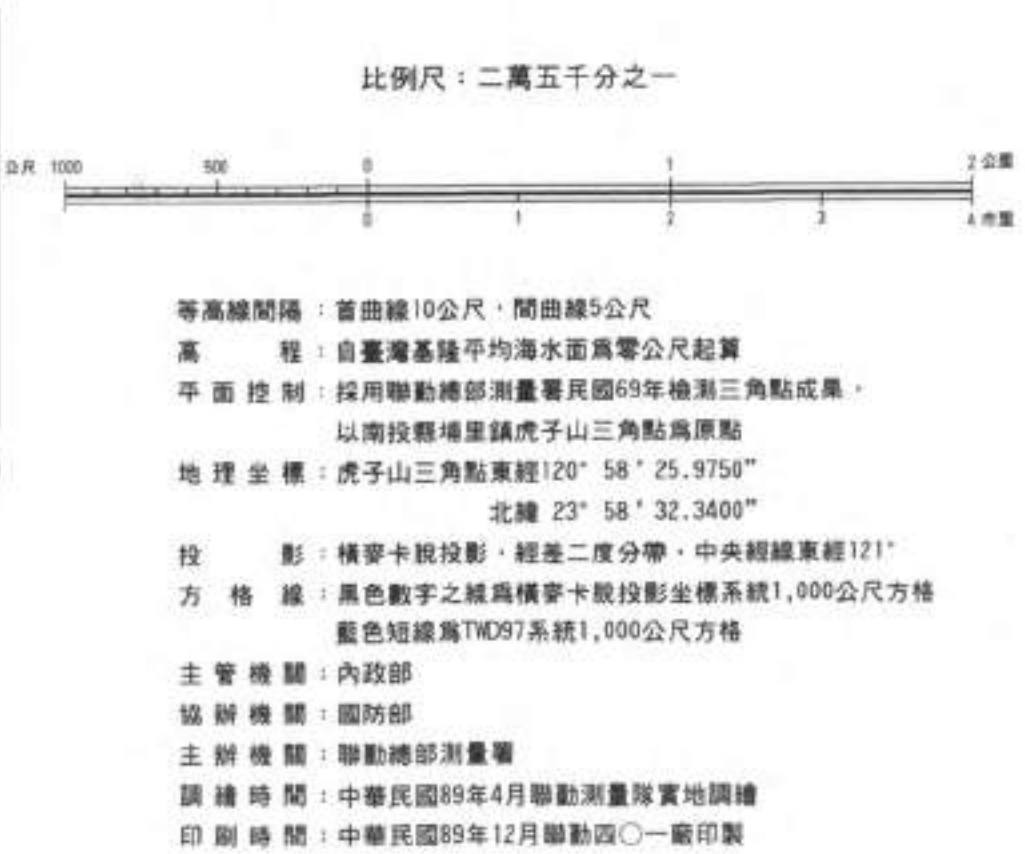 比例尺：二萬五千分之一
公尺 1000 500 0 1 2公里
0 1 2 3 4市里
等高線間隔：首曲線10公尺，間曲線5公尺
高程：自臺灣基隆平均海水面為零公尺起算
平面控制：採用聯勤總部測量署民國69年檢測三角點成果，
以南投縣埔里鎮虎子山三角點為原點
地理坐標：虎子山三角點東經120° 58' 25.9750"
北緯 23° 58' 32.3400"
投影：橫麥卡脫投影，經差二度分帶，中央經線東經121°
方格線：黑色數字之線為橫麥卡脫投影坐標系統1,000公尺方格
藍色短線為TWD97系統1,000公尺方格
主管機關：內政部
協辦機關：國防部
主辦機關：聯勤總部測量署
調繪時間：中華民國89年4月聯勤測量隊實地調繪
印刷時間：中華民國89年12月聯勤四〇一廠印製